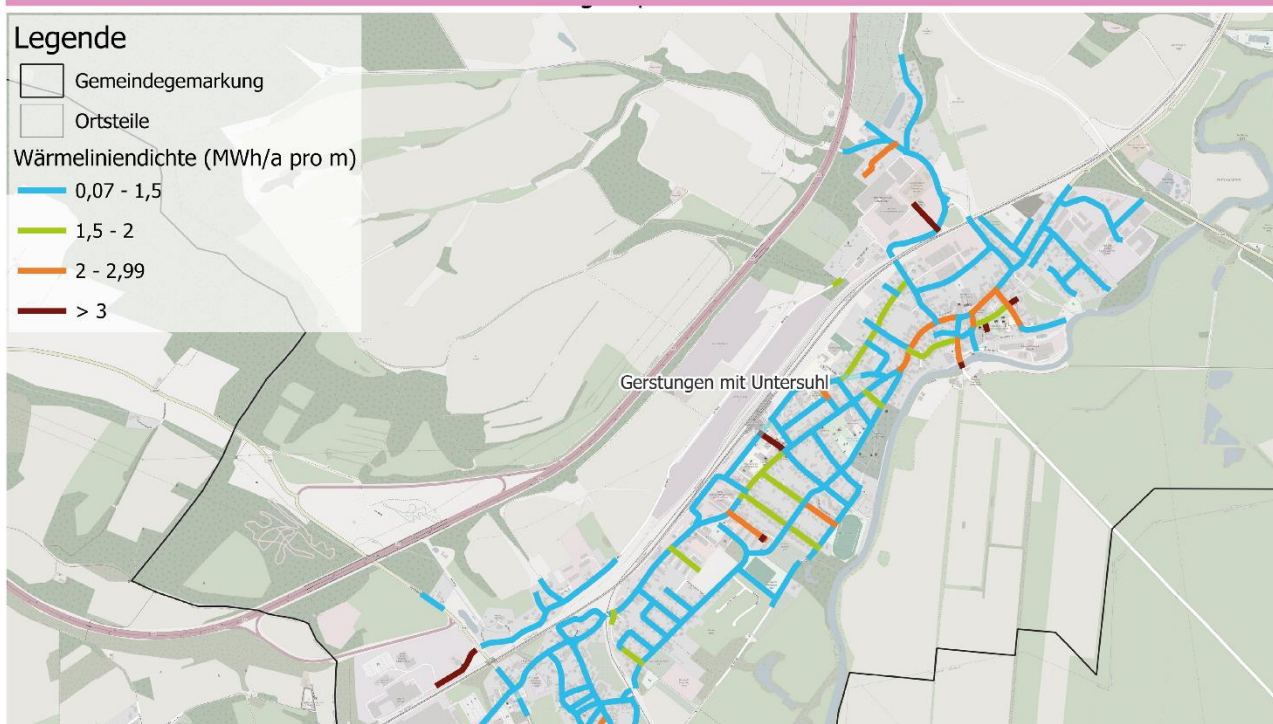 Legende
Gemeindegemarkung
Ortsteile
Wärmeliniendichte (MWh/a pro m)
0,07 - 1,5
1,5 - 2
2 - 2,99
> 3
Gerstungen mit Untersuhl